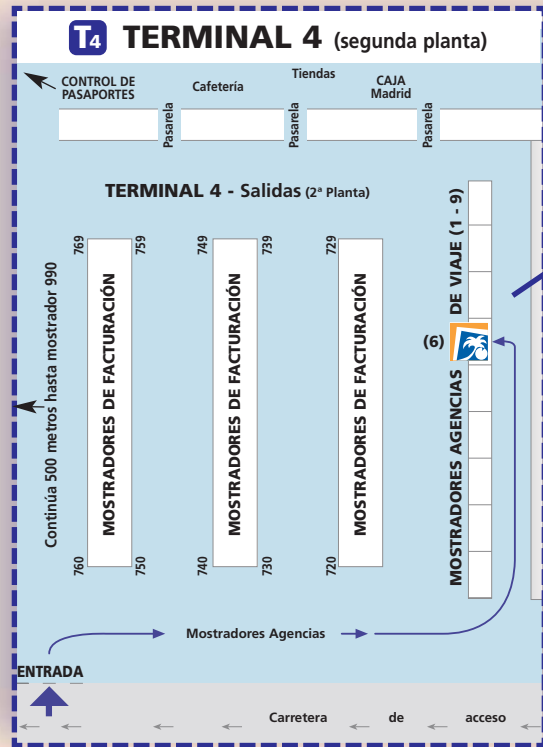 T4 TERMINAL 4 (segunda planta)
CONTROL DE
PASAPORTES
Cafetería
Tiendas
CAJA
Madrid
Pasarela
Pasarela
Pasarela
TERMINAL 4 - Salidas (2ª Planta)
769
759
749
739
729
MOSTRADORES DE FACTURACIÓN
MOSTRADORES DE FACTURACIÓN
MOSTRADORES DE FACTURACIÓN
MOSTRADORES AGENCIAS DE VIAJE (1 - 9)
(6)
Continúa 500 metros hasta mostrador 990
760
750
740
730
720
Mostradores Agencias
ENTRADA
Carretera de acceso